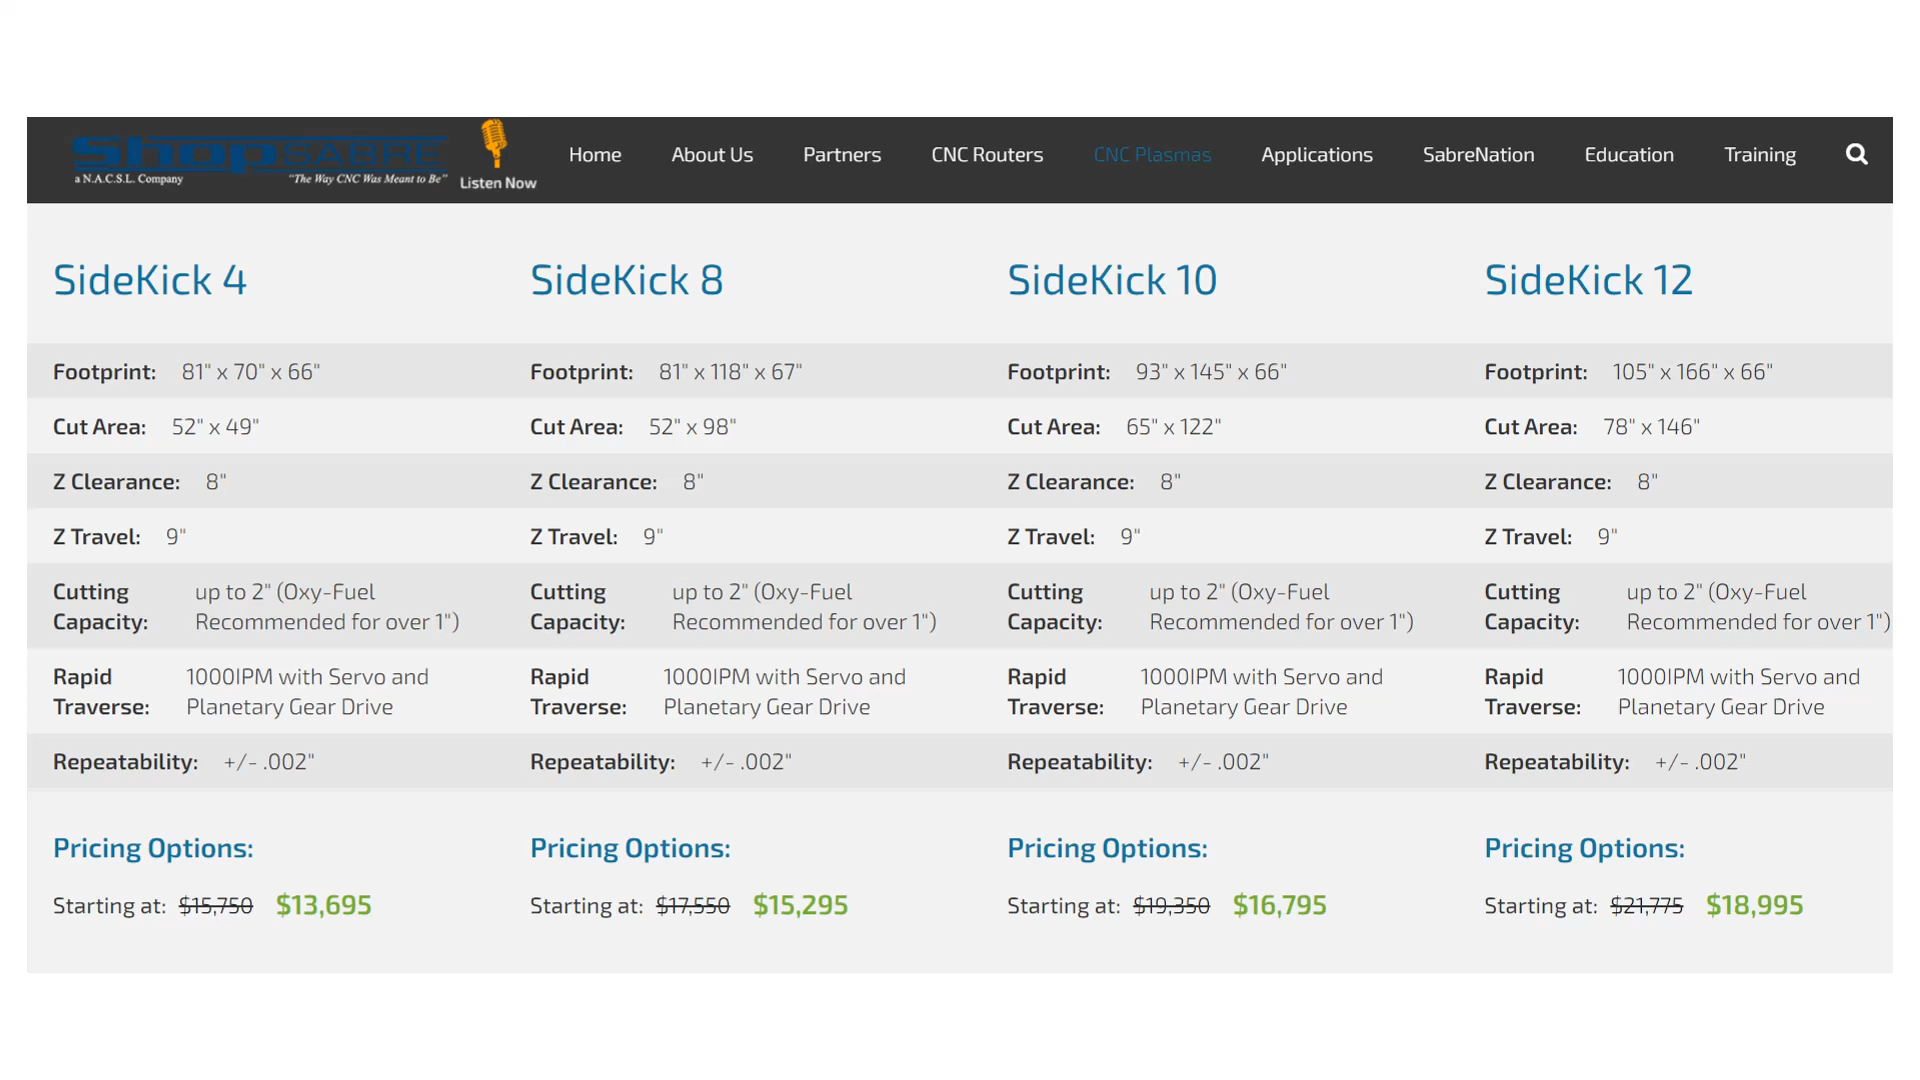 ShopSABRE
a N.A.C.S.L. Company "The Way CNC Was Meant to Be"
Listen Now
Home About Us Partners CNC Routers CNC Plasmas Applications SabreNation Education Training
SideKick 4 SideKick 8 SideKick 10 SideKick 12
Footprint: 81" x 70" x 66" Footprint: 81" x 118" x 67" Footprint: 93" x 145" x 66" Footprint: 105" x 166" x 66"
Cut Area: 52" x 49" Cut Area: 52" x 98" Cut Area: 65" x 122" Cut Area: 78" x 146"
Z Clearance: 8" Z Clearance: 8" Z Clearance: 8" Z Clearance: 8"
Z Travel: 9" Z Travel: 9" Z Travel: 9" Z Travel: 9"
Cutting up to 2" (Oxy-Fuel Cutting up to 2" (Oxy-Fuel Cutting up to 2" (Oxy-Fuel Cutting up to 2" (Oxy-Fuel
Capacity: Recommended for over 1") Capacity: Recommended for over 1") Capacity: Recommended for over 1") Capacity: Recommended for over 1")
Rapid 1000IPM with Servo and Rapid 1000IPM with Servo and Rapid 1000IPM with Servo and Rapid 1000IPM with Servo and
Traverse: Planetary Gear Drive Traverse: Planetary Gear Drive Traverse: Planetary Gear Drive Traverse: Planetary Gear Drive
Repeatability: +/- .002" Repeatability: +/- .002" Repeatability: +/- .002" Repeatability: +/- .002"
Pricing Options: Pricing Options: Pricing Options: Pricing Options:
Starting at: $15,750 $13,695 Starting at: $17,550 $15,295 Starting at: $19,350 $16,795 Starting at: $21,775 $18,995